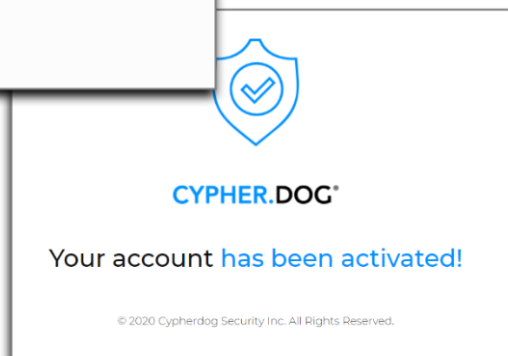 CYPHER.DOG®
Your account has been activated!
© 2020 Cypherdog Security Inc. All Rights Reserved.